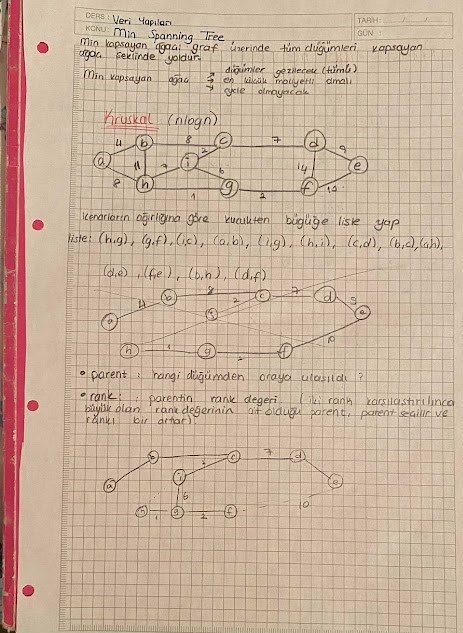 DERS : Veri Yapıları
TARİH : / /
KONU : Min Spanning Tree
GÜN :
Min kapsayan ağacı graf üzerinde tüm düğümleri kapsayan
ağaç şeklinde yoldur.
Min kapsayan ağaç → düğümler gezilecek (tümü)
→ en küçük maliyetli olmalı
→ cycle olmayacak
Kruskal (nlogn)
4 b 8 c 7 d 9
a 11 7 i 2 14 e
8 h 6 g 2 f 10
1
Kenarların ağırlığına göre küçükten büyüğe liste yap
liste: (h,g), (g,f), (i,c), (a,b), (i,g), (h,i), (c,d), (b,c), (a,h),
(d,e), (f,e), (b,h), (d,f)
a 4 b 8 c 7 d 9 e
i 2
h 1 g 2 f 10
• parent : hangi düğümden oraya ulaşıldı ?
• rank : parentin rank değeri. (iki rank karşılaştırılınca
büyük olan rank değerinin ait olduğu parent, parent seçilir ve
rankı bir artar).
a b c 7 d e
i 2
6
h 1 g 2 f 10